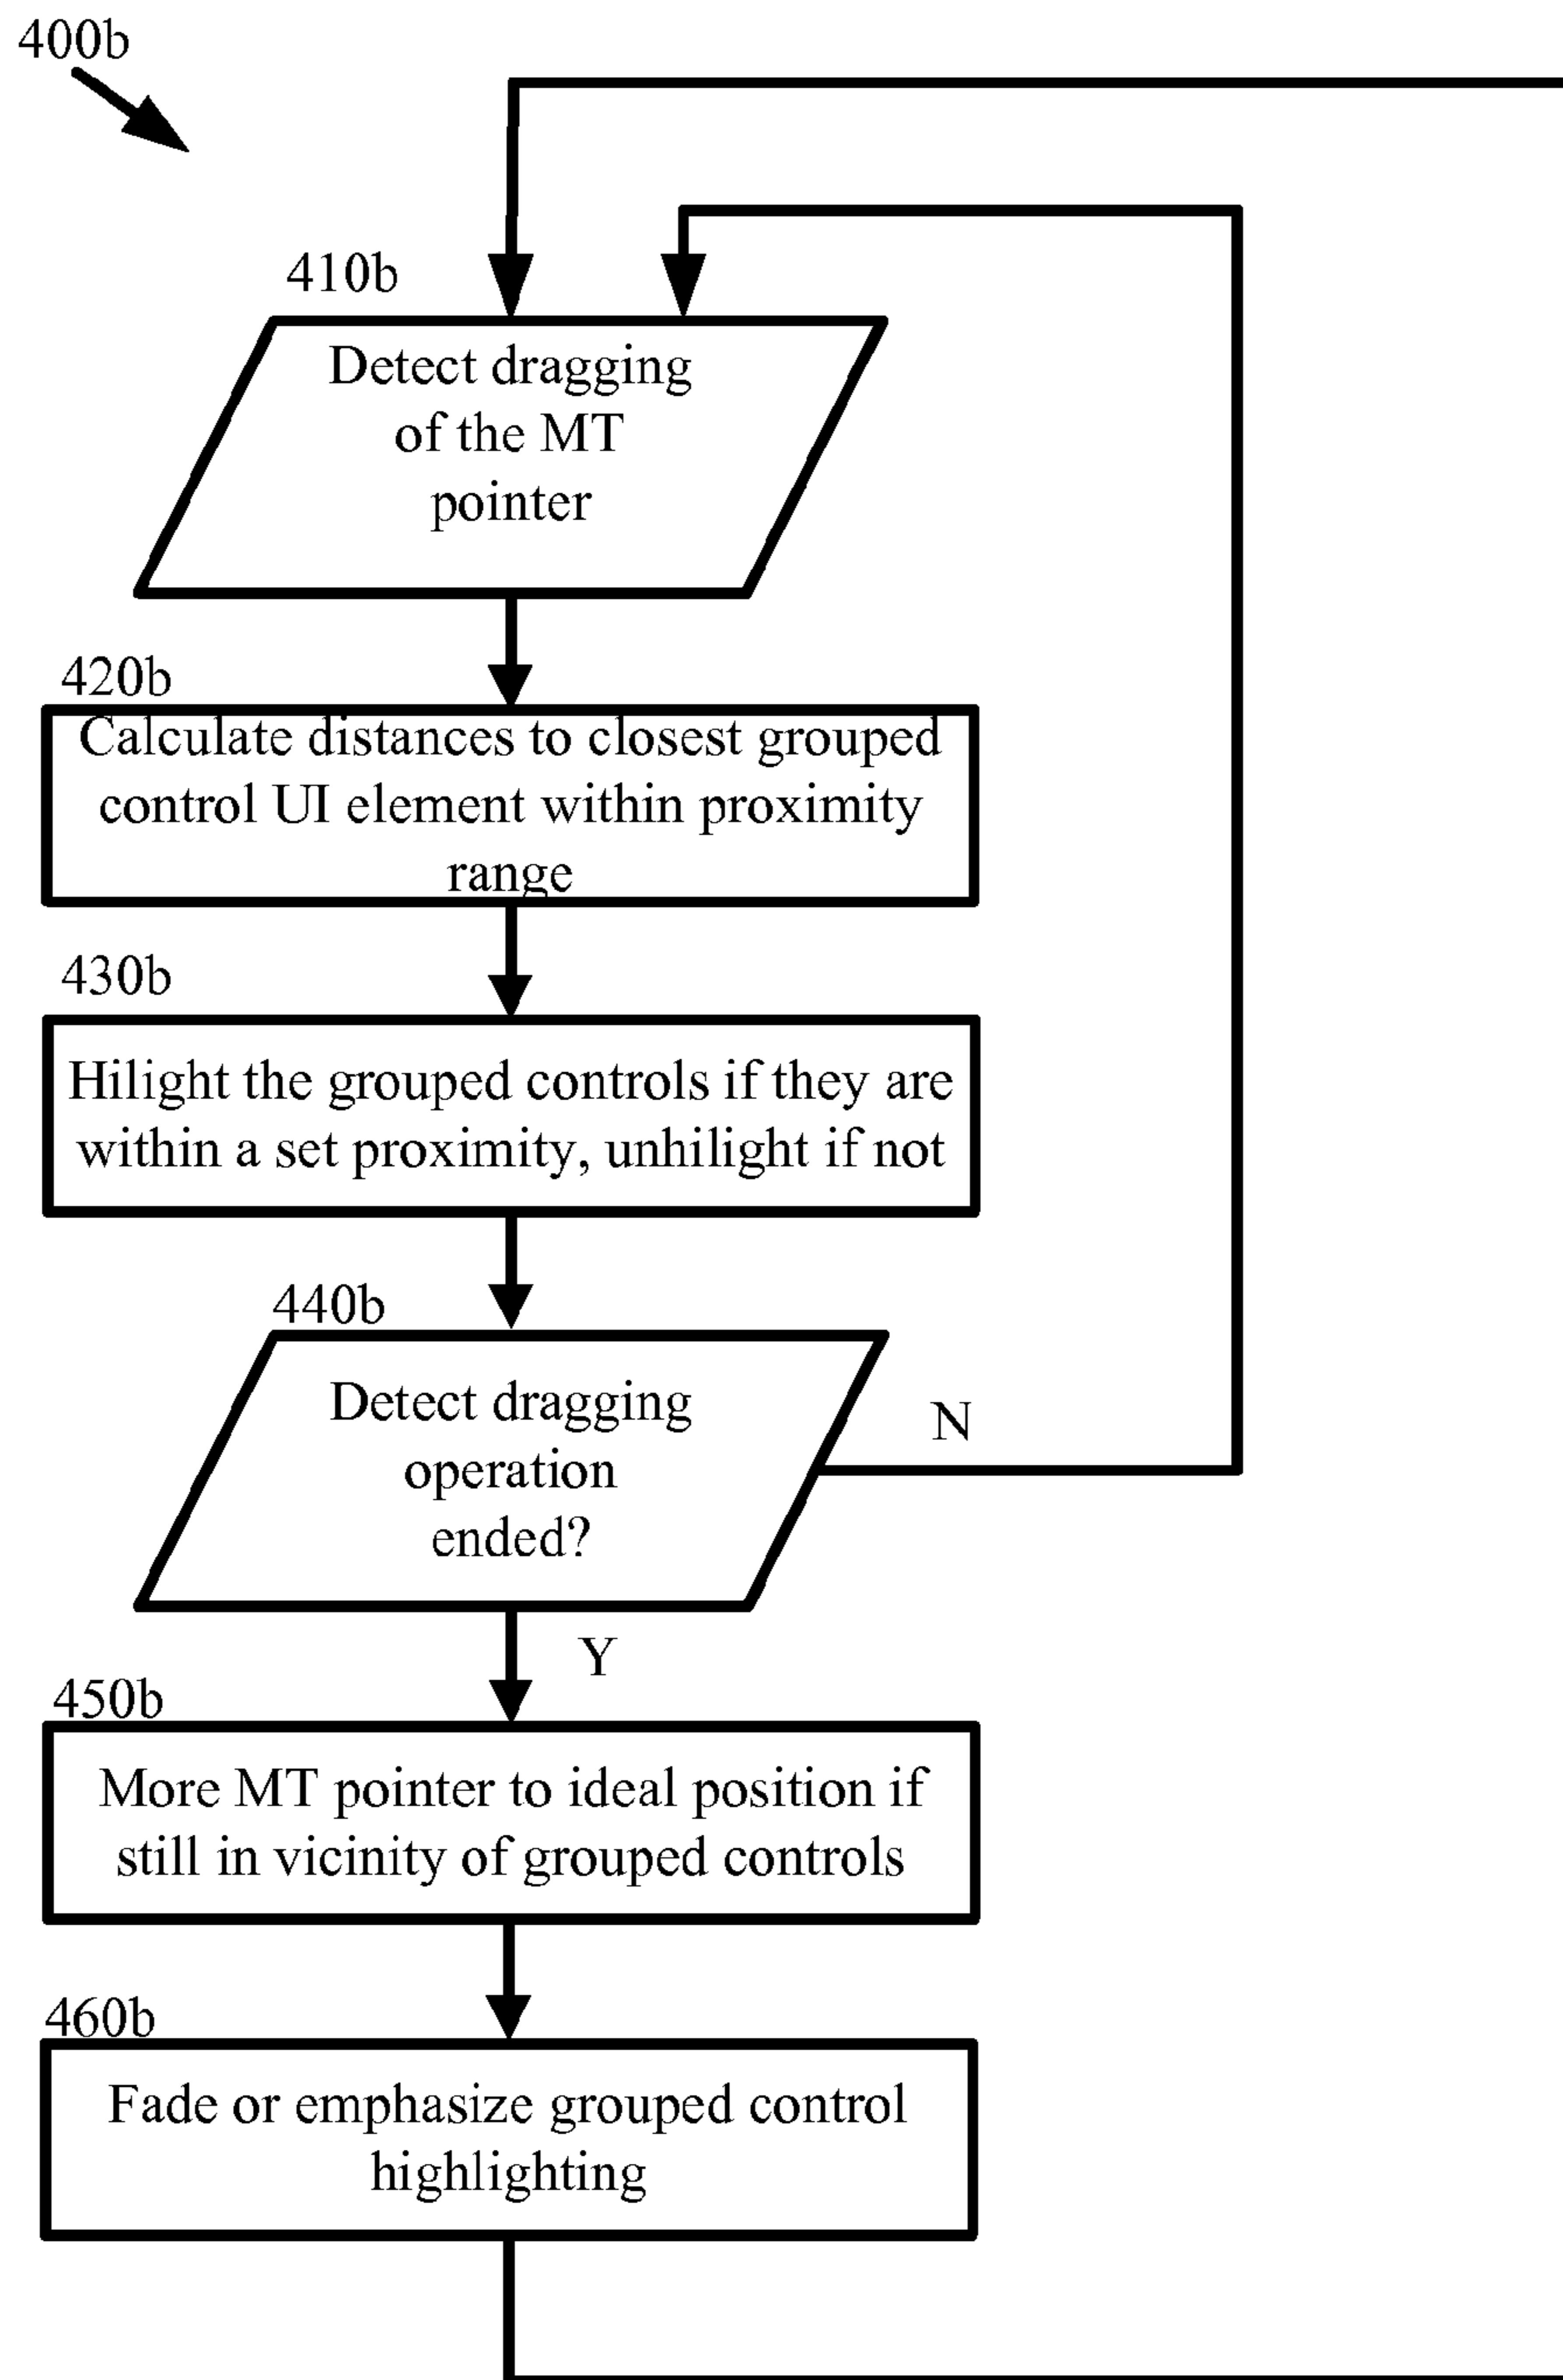 400b
410b
Detect dragging
of the MT
pointer
420b
Calculate distances to closest grouped
control UI element within proximity
range
430b
Hilight the grouped controls if they are
within a set proximity, unhilight if not
440b
Detect dragging
operation
ended?
N
Y
450b
More MT pointer to ideal position if
still in vicinity of grouped controls
460b
Fade or emphasize grouped control
highlighting